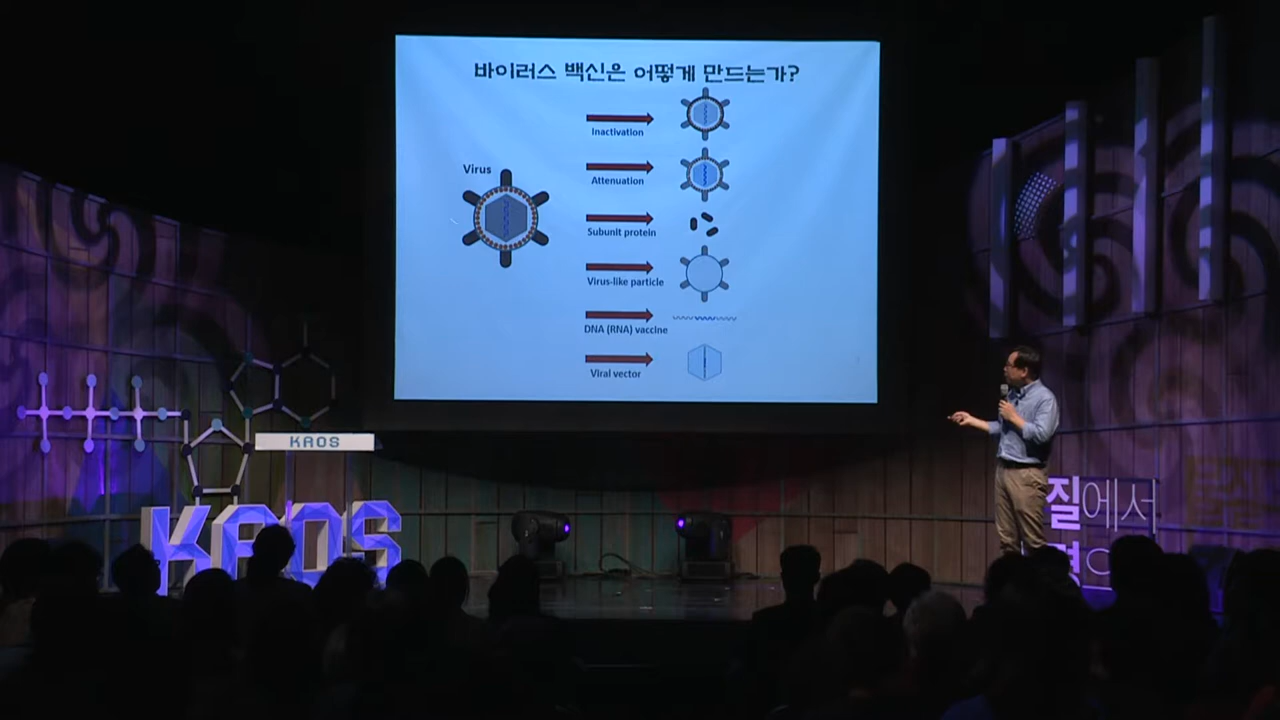 바이러스 백신은 어떻게 만드는가?
Virus
Inactivation
Attenuation
Subunit protein
Virus-like particle
DNA (RNA) vaccine
Viral vector
KAOS
KAOS
질에서